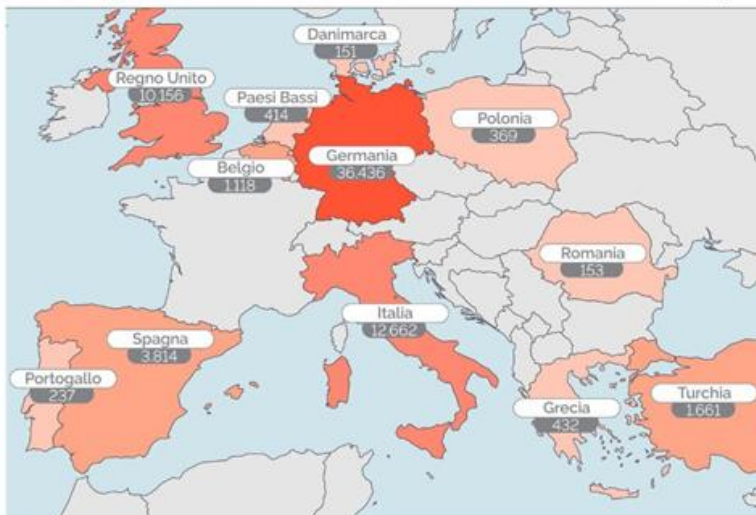 Danimarca
151
Regno Unito
10.156
Paesi Bassi
414
Polonia
369
Germania
36.436
Belgio
1.118
Romania
153
Italia
12.662
Spagna
3.814
Portogallo
237
Grecia
432
Turchia
1.661